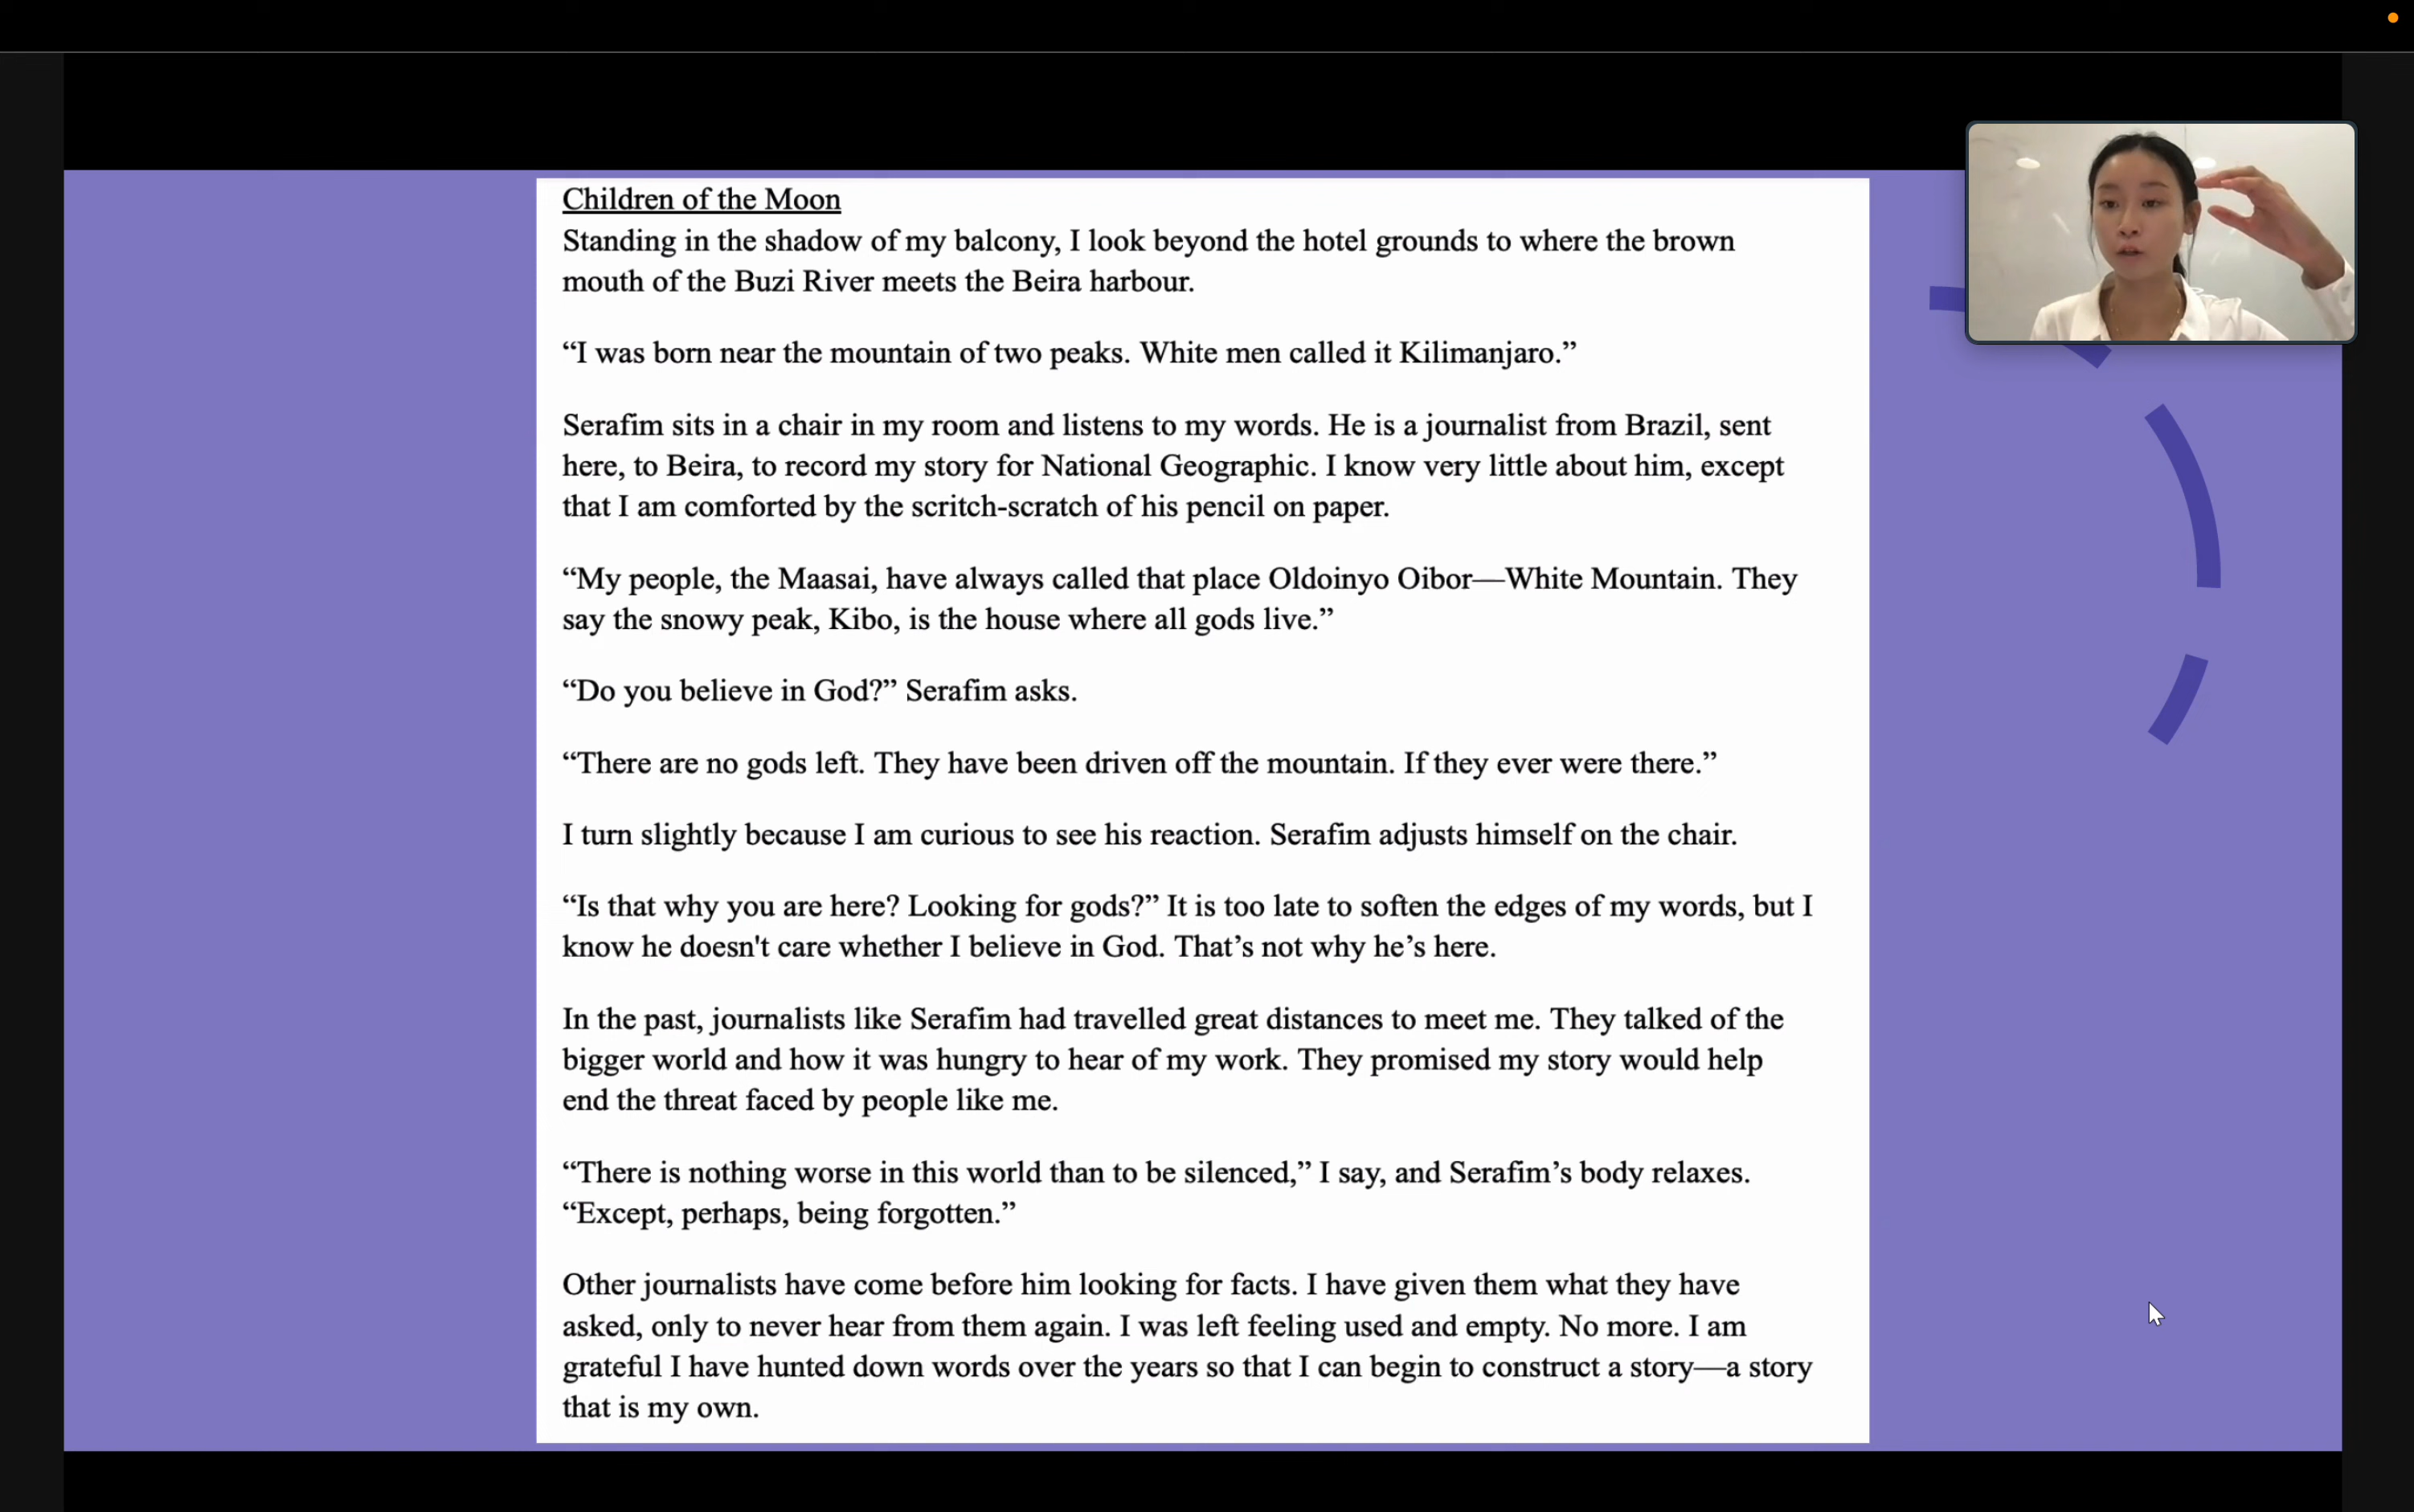 Children of the Moon
Standing in the shadow of my balcony, I look beyond the hotel grounds to where the brown
mouth of the Buzi River meets the Beira harbour.
“I was born near the mountain of two peaks. White men called it Kilimanjaro.”
Serafim sits in a chair in my room and listens to my words. He is a journalist from Brazil, sent
here, to Beira, to record my story for National Geographic. I know very little about him, except
that I am comforted by the scritch-scratch of his pencil on paper.
“My people, the Maasai, have always called that place Oldoinyo Oibor—White Mountain. They
say the snowy peak, Kibo, is the house where all gods live.”
“Do you believe in God?” Serafim asks.
“There are no gods left. They have been driven off the mountain. If they ever were there.”
I turn slightly because I am curious to see his reaction. Serafim adjusts himself on the chair.
“Is that why you are here? Looking for gods?” It is too late to soften the edges of my words, but I
know he doesn't care whether I believe in God. That’s not why he’s here.
In the past, journalists like Serafim had travelled great distances to meet me. They talked of the
bigger world and how it was hungry to hear of my work. They promised my story would help
end the threat faced by people like me.
“There is nothing worse in this world than to be silenced,” I say, and Serafim’s body relaxes.
“Except, perhaps, being forgotten.”
Other journalists have come before him looking for facts. I have given them what they have
asked, only to never hear from them again. I was left feeling used and empty. No more. I am
grateful I have hunted down words over the years so that I can begin to construct a story—a story
that is my own.